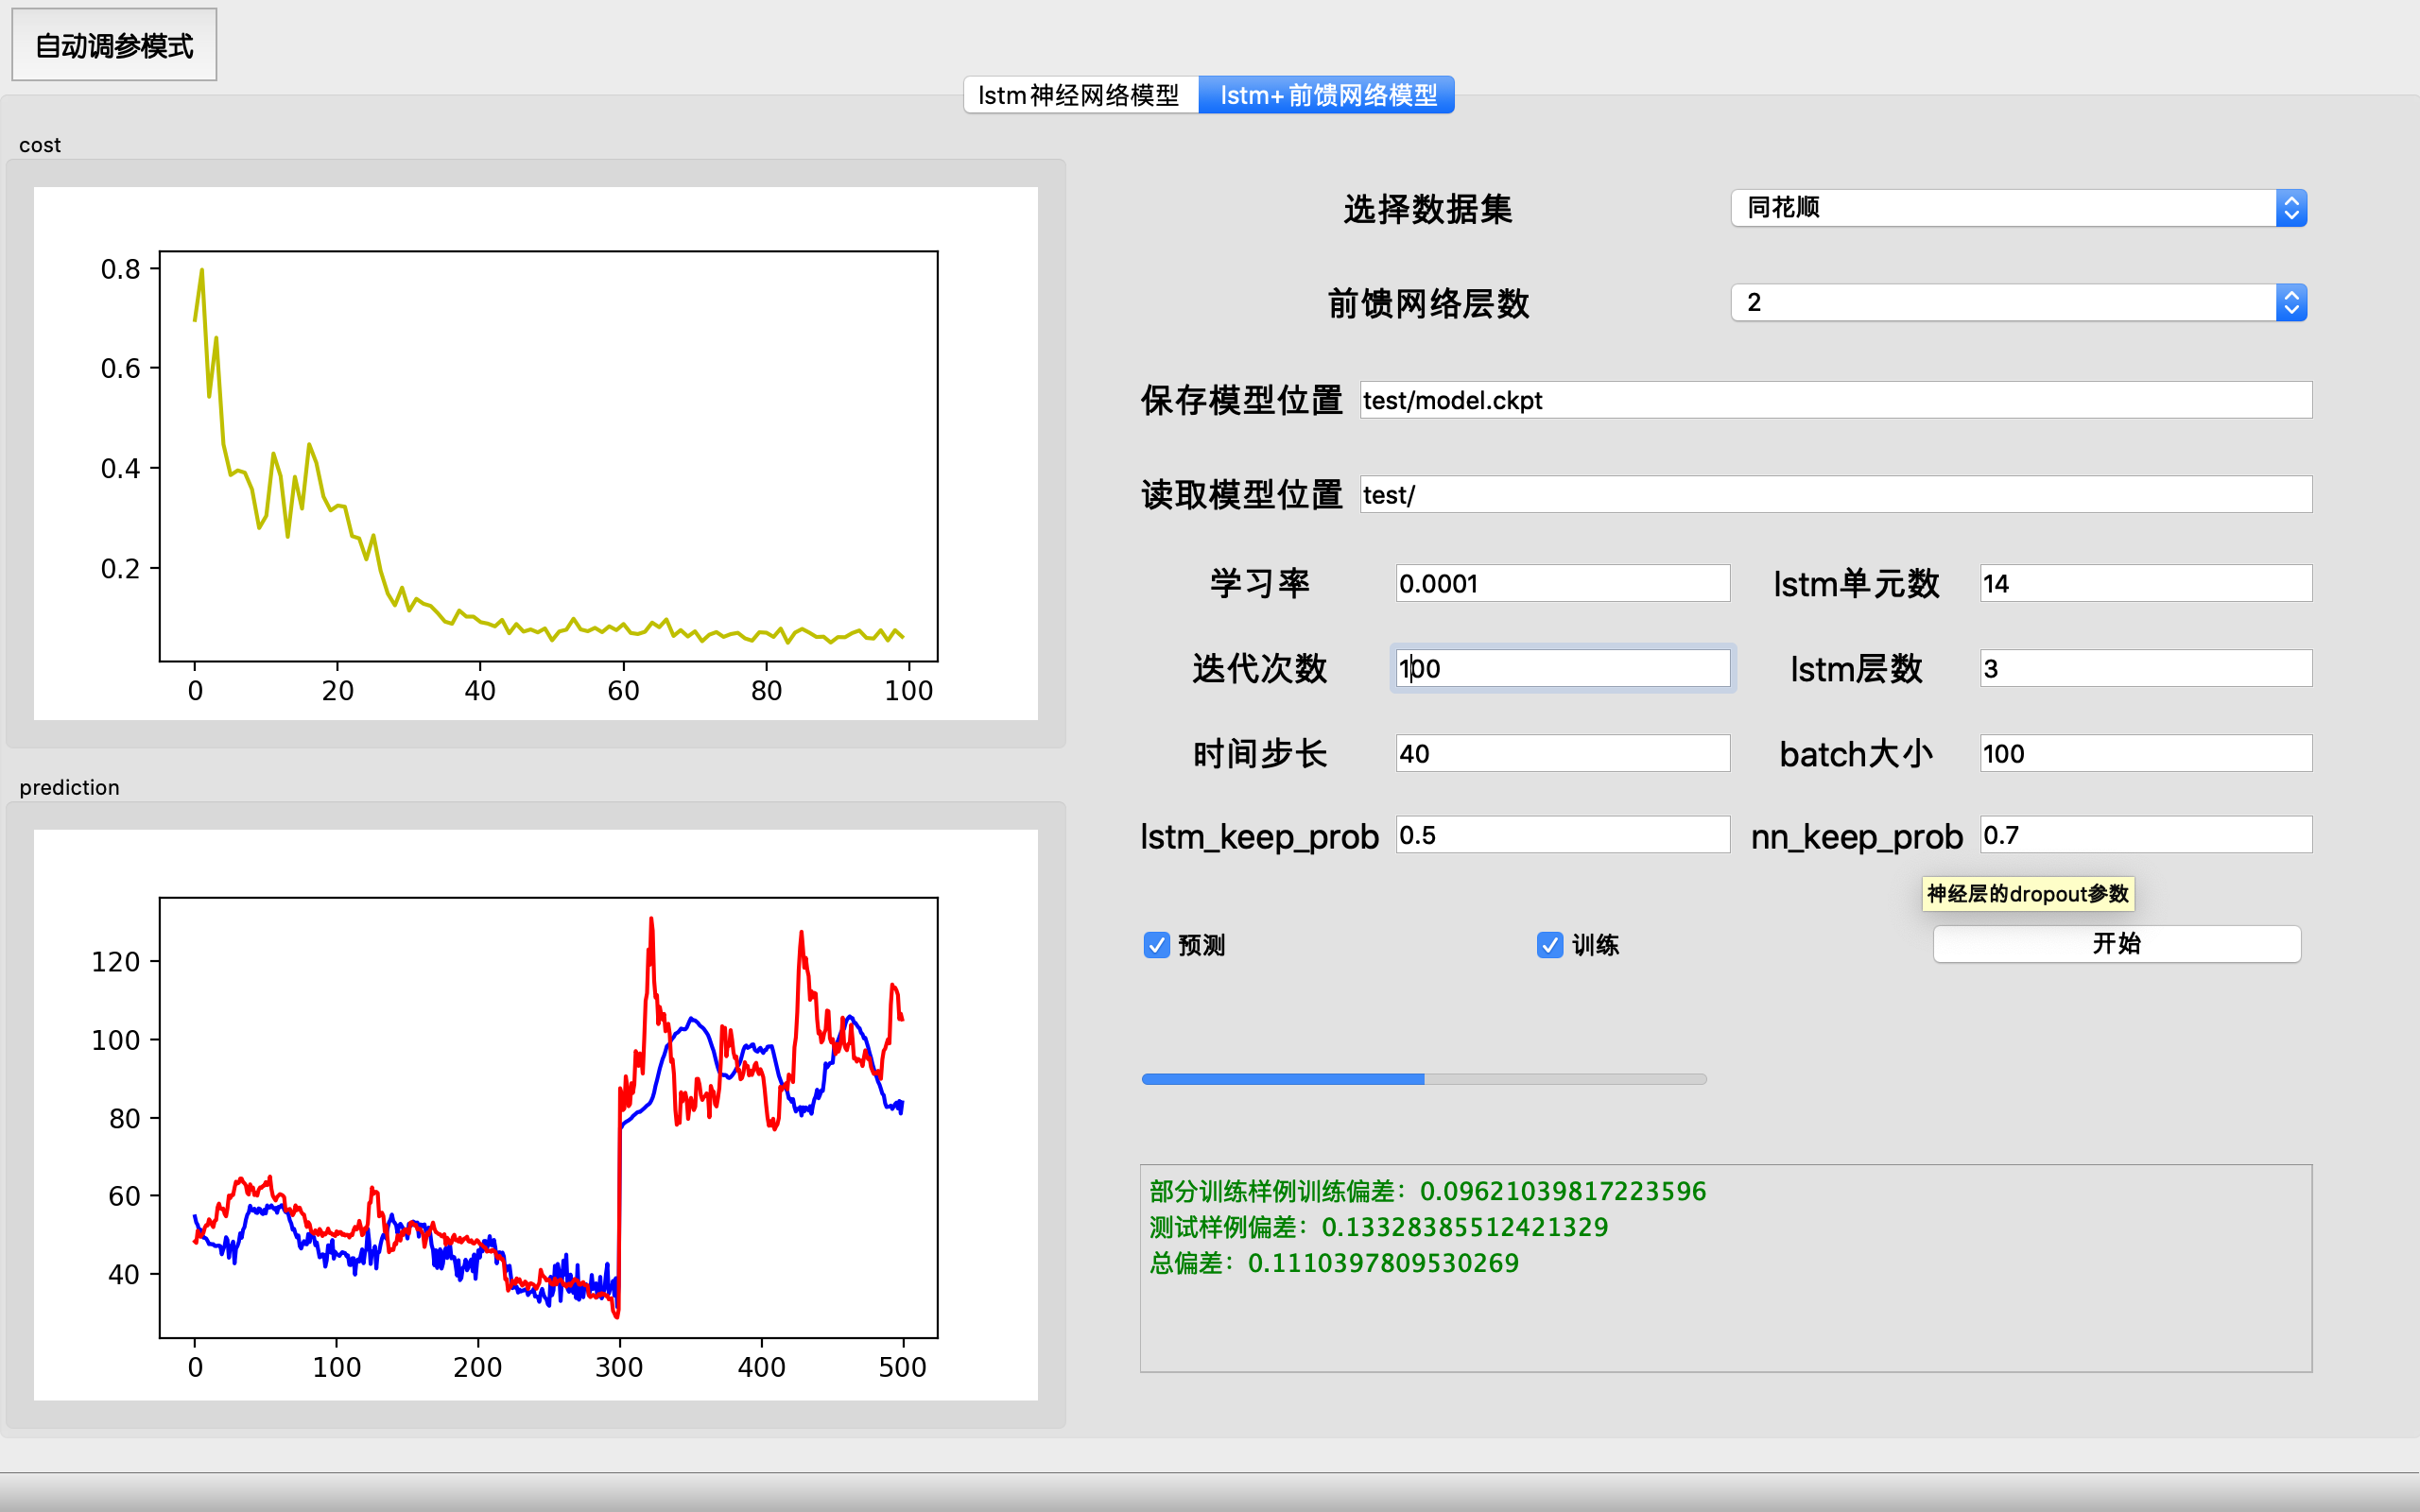 自动调参模式
lstm神经网络模型 lstm+前馈网络模型
cost
0.8
0.6
0.4
0.2
0 20 40 60 80 100
prediction
120
100
80
60
40
0 100 200 300 400 500
选择数据集 同花顺
前馈网络层数 2
保存模型位置 test/model.ckpt
读取模型位置 test/
学习率 0.0001 lstm单元数 14
迭代次数 100 lstm层数 3
时间步长 40 batch大小 100
lstm_keep_prob 0.5 nn_keep_prob 0.7
神经层的dropout参数
预测 训练 开始
部分训练样例训练偏差：0.09621039817223596
测试样例偏差：0.13328385512421329
总偏差：0.1110397809530269